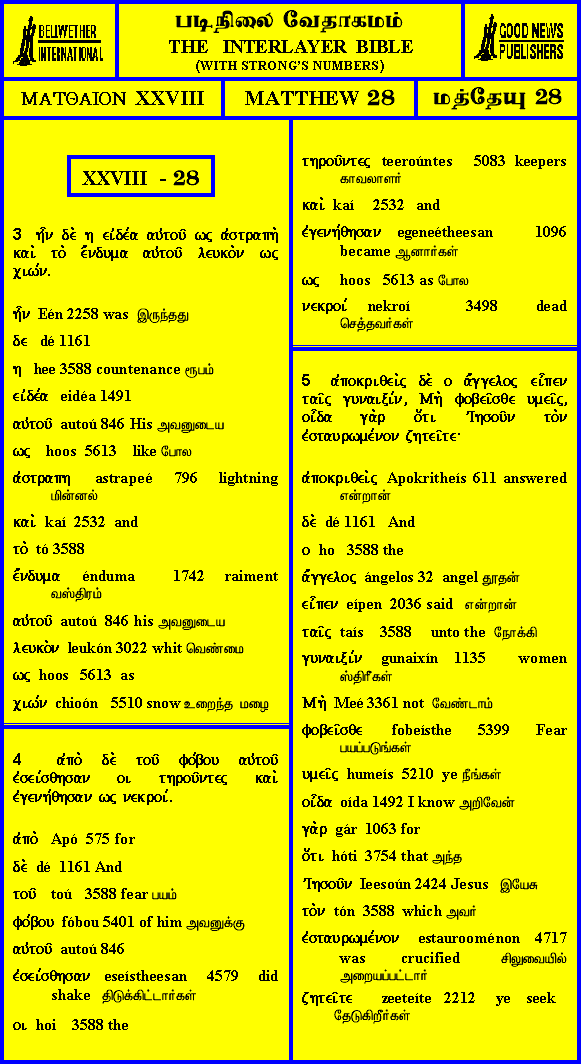 BELLWETHER
INTERNATIONAL
படிநிலை வேதாகமம்
THE INTERLAYER BIBLE
(WITH STRONG'S NUMBERS)
GOOD NEWS
PUBLISHERS
ΜΑΤΘΑΙΟΝ XXVIII
MATTHEW 28
மத்தேயு 28
XXVIII - 28
3 ἦν δὲ η εἰδέα αὐτοῦ ως ἀστραπὴ
καὶ τὸ ἔνδυμα αὐτοῦ λευκὸν ως
χιών.
ἦν Eén 2258 was இருந்தது
δε dé 1161
η hee 3588 countenance ரூபம்
εἰδέα eidéa 1491
αὐτοῦ autoú 846 His அவனுடைய
ως hoos 5613 like போல
ἀστραπη astrapeé 796 lightning
மின்னல்
καὶ kaí 2532 and
τὸ tó 3588
ἔνδυμα énduma 1742 raiment
வஸ்திரம்
αὐτοῦ autoú 846 his அவனுடைய
λευκὸν leukón 3022 whit வெண்மை
ως hoos 5613 as
χιών chioón 5510 snow உறைந்த மழை
4 ἀπὸ δὲ τοῦ φόβου αὐτοῦ
ἐσείσθησαν οι τηροῦντες καὶ
ἐγενήθησαν ως νεκροί.
ἀπὸ Apó 575 for
δὲ dé 1161 And
τοῦ toú 3588 fear பயம்
φόβου fóbou 5401 of him அவனுக்கு
αὐτοῦ autoú 846
ἐσείσθησαν eseístheesan 4579 did
shake திடுக்கிட்டார்கள்
οι hoi 3588 the
τηροῦντες teeroúntes 5083 keepers
காவலாளர்
καὶ kaí 2532 and
ἐγενήθησαν egeneétheesan 1096
became ஆனார்கள்
ως hoos 5613 as போல
νεκροί nekroí 3498 dead
செத்தவர்கள்
5 ἀποκριθεὶς δὲ ο ἄγγελος εἶπεν
ταῖς γυναιξίν, Μὴ φοβεῖσθε υμεῖς,
οἶδα γὰρ ὅτι Ἰησοῦν τὸν
ἐσταυρωμένον ζητεῖτε·
ἀποκριθεὶς Apokritheís 611 answered
என்றான்
δὲ dé 1161 And
ο ho 3588 the
ἄγγελος ángelos 32 angel தூதன்
εἶπεν eípen 2036 said என்றான்
ταῖς taís 3588 unto the நோக்கி
γυναιξίν gunaixín 1135 women
ஸ்திரீகள்
Μὴ Meé 3361 not வேண்டாம்
φοβεῖσθε fobeísthe 5399 Fear
பயப்படுங்கள்
υμεῖς humeís 5210 ye நீங்கள்
οἶδα oída 1492 I know அறிவேன்
γὰρ gár 1063 for
ὅτι hóti 3754 that அந்த
Ἰησοῦν Ieesoún 2424 Jesus இயேசு
τὸν tón 3588 which அவர்
ἐσταυρωμένον estauroοménon 4717
was crucified சிலுவையில்
அறையப்பட்டார்
ζητεῖτε zeeteíte 2212 ye seek
தேடுகிறீர்கள்